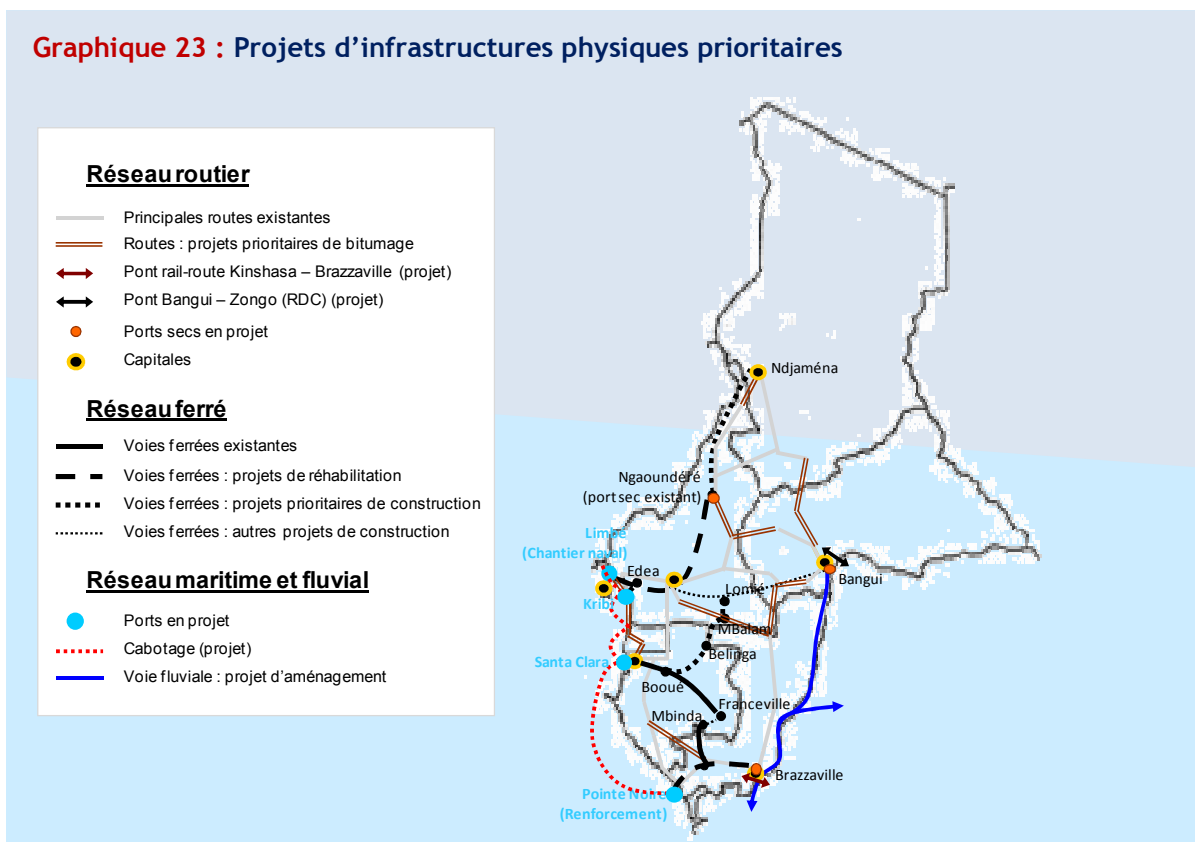 Graphique 23 : Projets d'infrastructures physiques prioritaires
Réseau routier
Principales routes existantes
Routes : projets prioritaires de bitumage
Pont rail-route Kinshasa – Brazzaville (projet)
Pont Bangui – Zongo (RDC) (projet)
Ports secs en projet
Capitales
Réseau ferré
Voies ferrées existantes
Voies ferrées : projets de réhabilitation
Voies ferrées : projets prioritaires de construction
Voies ferrées : autres projets de construction
Réseau maritime et fluvial
Ports en projet
Cabotage (projet)
Voie fluviale : projet d'aménagement
Ndjaména
Ngaoundéré
(port sec existant)
Limbé
(Chantier naval)
Edea
Kribi
Lomié
Bangui
MBalam
Belinga
Santa Clara
Booué
Franceville
Mbinda
Brazzaville
Pointe Noire
(Renforcement)